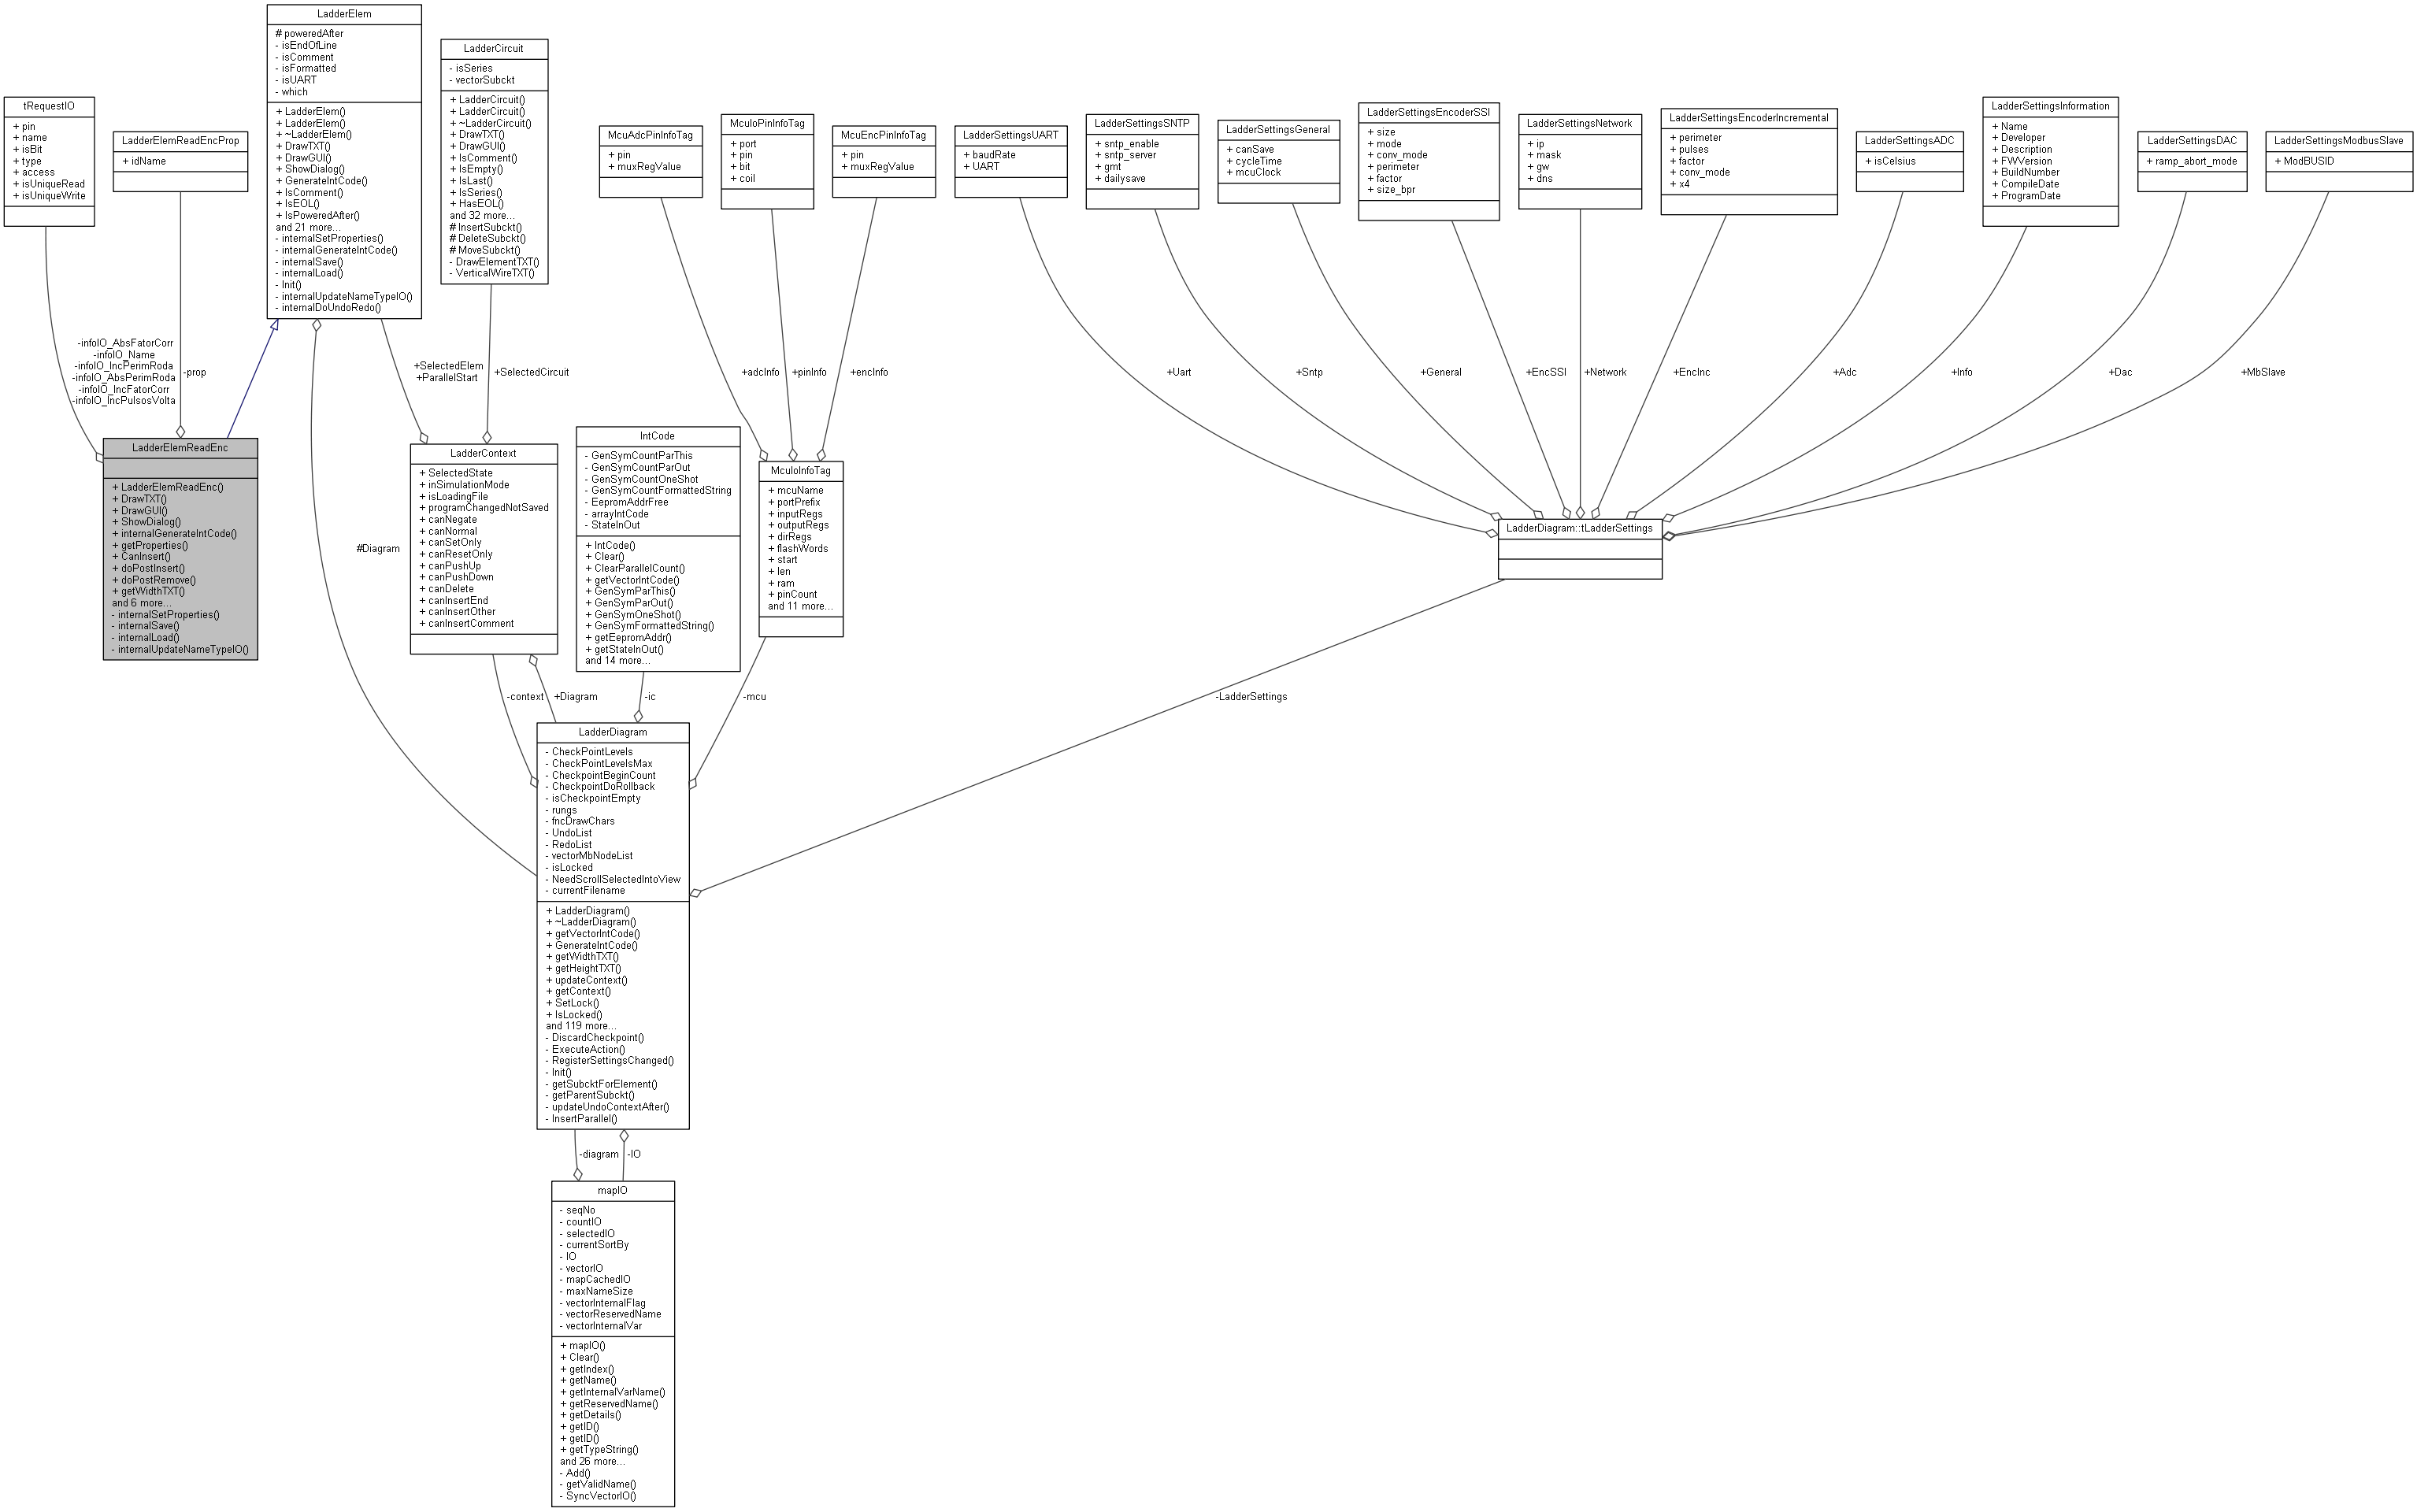 LadderElem
# poweredAfter
- isEndOfLine
- isComment
- isFormatted
- isUART
- which
+ LadderElem()
+ LadderElem()
+ ~LadderElem()
+ DrawTXT()
+ DrawGUI()
+ ShowDialog()
+ GenerateIntCode()
+ IsComment()
+ IsEOL()
+ IsPoweredAfter()
and 21 more...
- internalSetProperties()
- internalGenerateIntCode()
- internalSave()
- internalLoad()
- Init()
- internalUpdateNameTypeIO()
- internalDoUndoRedo()
LadderCircuit
- isSeries
- vectorSubckt
+ LadderCircuit()
+ LadderCircuit()
+ ~LadderCircuit()
+ DrawTXT()
+ DrawGUI()
+ IsComment()
+ IsEmpty()
+ IsLast()
+ IsSeries()
+ HasEOL()
and 32 more...
# InsertSubckt()
# DeleteSubckt()
# MoveSubckt()
- DrawElementTXT()
- VerticalWireTXT()
tRequestIO
+ pin
+ name
+ isBit
+ type
+ access
+ isUniqueRead
+ isUniqueWrite
LadderElemReadEncProp
+ idName
McuAdcPinInfoTag
+ pin
+ muxRegValue
McuIoPinInfoTag
+ port
+ pin
+ bit
+ coil
McuEncPinInfoTag
+ pin
+ muxRegValue
LadderSettingsUART
+ baudRate
+ UART
LadderSettingsSNTP
+ sntp_enable
+ sntp_server
+ gmt
+ dailysave
LadderSettingsGeneral
+ canSave
+ cycleTime
+ mcuClock
LadderSettingsEncoderSSI
+ size
+ mode
+ conv_mode
+ perimeter
+ factor
+ size_bpr
LadderSettingsNetwork
+ ip
+ mask
+ gw
+ dns
LadderSettingsEncoderIncremental
+ perimeter
+ pulses
+ factor
+ conv_mode
+ x4
LadderSettingsADC
+ isCelsius
LadderSettingsInformation
+ Name
+ Developer
+ Description
+ FWVersion
+ BuildNumber
+ CompileDate
+ ProgramDate
LadderSettingsDAC
+ ramp_abort_mode
LadderSettingsModbusSlave
+ ModBUSID
-infoIO_AbsFatorCorr
-infoIO_Name
-infoIO_IncPerimRoda
-infoIO_AbsPerimRoda
-infoIO_IncFatorCorr
-infoIO_IncPulsosVolta
-prop
+SelectedElem
+ParallelStart
+SelectedCircuit
+adcInfo
+pinInfo
+encInfo
+Uart
+Sntp
+General
+EncSSI
+Network
+EncInc
+Adc
+Info
+Dac
+MbSlave
LadderElemReadEnc
+ LadderElemReadEnc()
+ DrawTXT()
+ DrawGUI()
+ ShowDialog()
+ internalGenerateIntCode()
+ getProperties()
+ CanInsert()
+ doPostInsert()
+ doPostRemove()
+ getWidthTXT()
and 6 more...
- internalSetProperties()
- internalSave()
- internalLoad()
- internalUpdateNameTypeIO()
#Diagram
LadderContext
+ SelectedState
+ inSimulationMode
+ isLoadingFile
+ programChangedNotSaved
+ canNegate
+ canNormal
+ canSetOnly
+ canResetOnly
+ canPushUp
+ canPushDown
+ canDelete
+ canInsertEnd
+ canInsertOther
+ canInsertComment
IntCode
- GenSymCountParThis
- GenSymCountParOut
- GenSymCountOneShot
- GenSymCountFormattedString
- EepromAddrFree
- arrayIntCode
- StateInOut
+ IntCode()
+ Clear()
+ ClearParallelCount()
+ getVectorIntCode()
+ GenSymParThis()
+ GenSymParOut()
+ GenSymOneShot()
+ GenSymFormattedString()
+ getEepromAddr()
+ getStateInOut()
and 14 more...
McuIoInfoTag
+ mcuName
+ portPrefix
+ inputRegs
+ outputRegs
+ dirRegs
+ flashWords
+ start
+ len
+ ram
+ pinCount
and 11 more...
LadderDiagram::tLadderSettings
-context
+Diagram
-ic
-mcu
-LadderSettings
LadderDiagram
- CheckPointLevels
- CheckPointLevelsMax
- CheckpointBeginCount
- CheckpointDoRollback
- isCheckpointEmpty
- rungs
- fncDrawChars
- UndoList
- RedoList
- vectorMbNodeList
- isLocked
- NeedScrollSelectedIntoView
- currentFilename
+ LadderDiagram()
+ ~LadderDiagram()
+ getVectorIntCode()
+ GenerateIntCode()
+ getWidthTXT()
+ getHeightTXT()
+ updateContext()
+ getContext()
+ SetLock()
+ IsLocked()
and 119 more...
- DiscardCheckpoint()
- ExecuteAction()
- RegisterSettingsChanged()
- Init()
- getSubcktForElement()
- getParentSubckt()
- updateUndoContextAfter()
- InsertParallel()
-diagram
-IO
mapIO
- seqNo
- countIO
- selectedIO
- currentSortBy
- IO
- vectorIO
- mapCachedIO
- maxNameSize
- vectorInternalFlag
- vectorReservedName
- vectorInternalVar
+ mapIO()
+ Clear()
+ getIndex()
+ getName()
+ getInternalVarName()
+ getReservedName()
+ getDetails()
+ getID()
+ getID()
+ getTypeString()
and 26 more...
- Add()
- getValidName()
- SyncVectorIO()